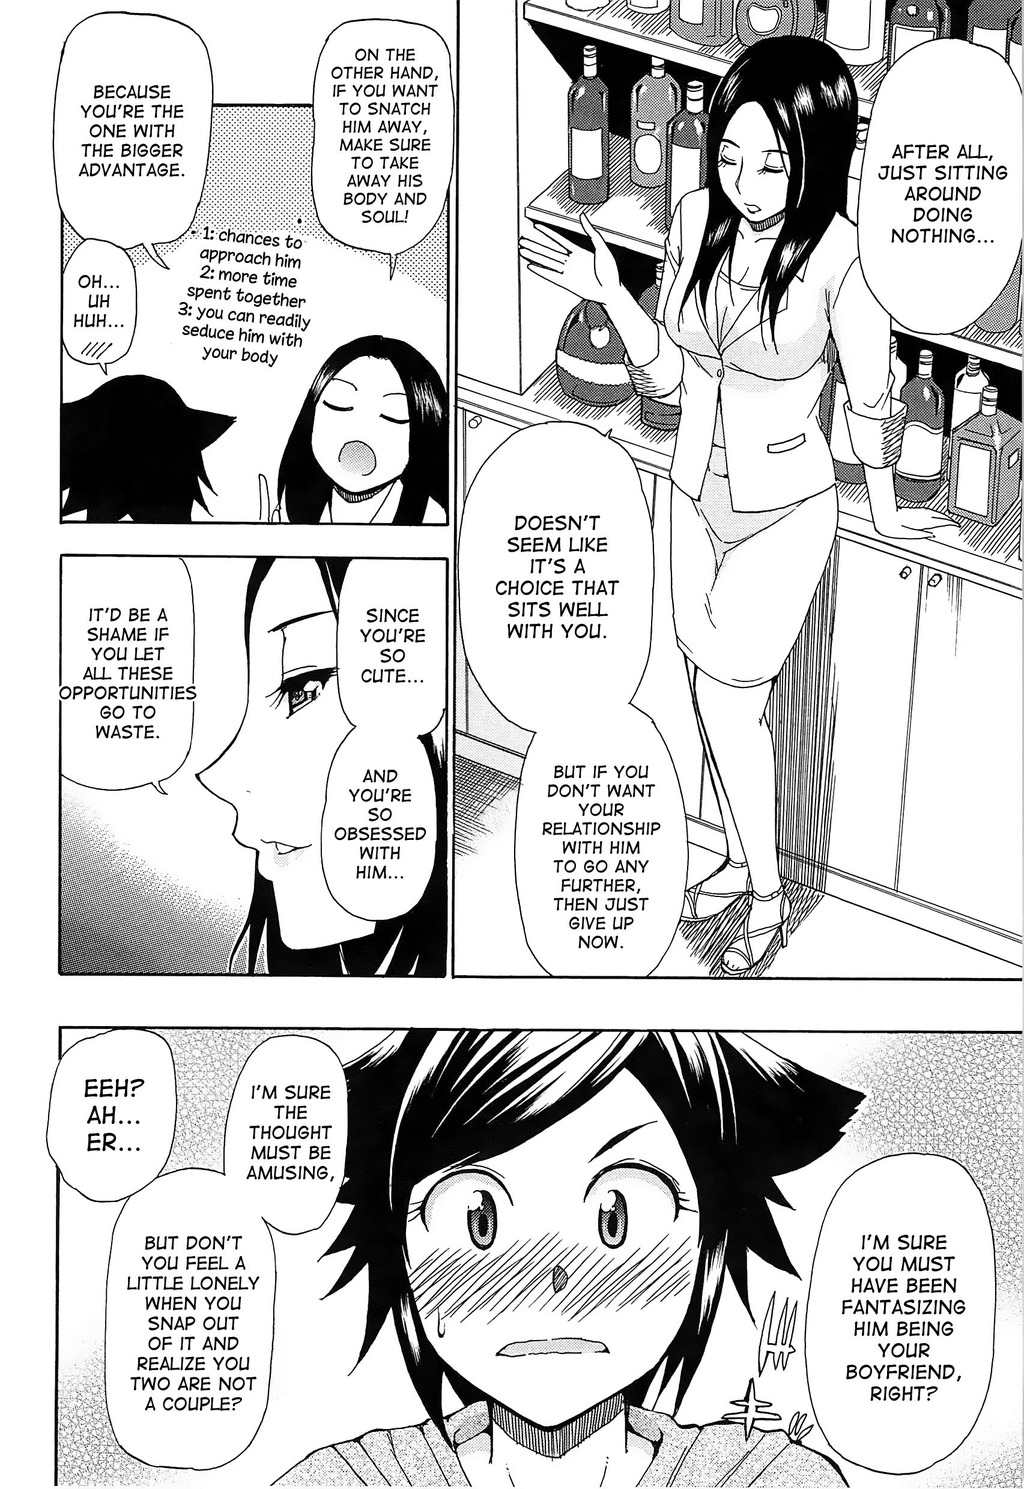 AFTER ALL,
JUST SITTING
AROUND
DOING
NOTHING...
DOESN'T
SEEM LIKE
IT'S A
CHOICE THAT
SITS WELL
WITH YOU.
BUT IF YOU
DON'T WANT
YOUR
RELATIONSHIP
WITH HIM
TO GO ANY
FURTHER,
THEN JUST
GIVE UP
NOW.
ON THE
OTHER HAND,
IF YOU WANT
TO SNATCH
HIM AWAY,
MAKE SURE
TO TAKE
AWAY HIS
BODY AND
SOUL!
BECAUSE
YOU'RE THE
ONE WITH
THE BIGGER
ADVANTAGE.
1: chances to
approach him
2: more time
spent together
3: you can readily
seduce him with
your body
OH...
UH
HUH...
SINCE
YOU'RE
SO
CUTE...
AND
YOU'RE
SO
OBSESSED
WITH
HIM...
IT'D BE A
SHAME IF
YOU LET
ALL THESE
OPPORTUNITIES
GO TO
WASTE.
I'M SURE
YOU MUST
HAVE BEEN
FANTASIZING
HIM BEING
YOUR
BOYFRIEND,
RIGHT?
I'M SURE
THE
THOUGHT
MUST BE
AMUSING,
BUT DON'T
YOU FEEL A
LITTLE LONELY
WHEN YOU
SNAP OUT
OF IT AND
REALIZE YOU
TWO ARE NOT
A COUPLE?
EEH?
AH...
ER...